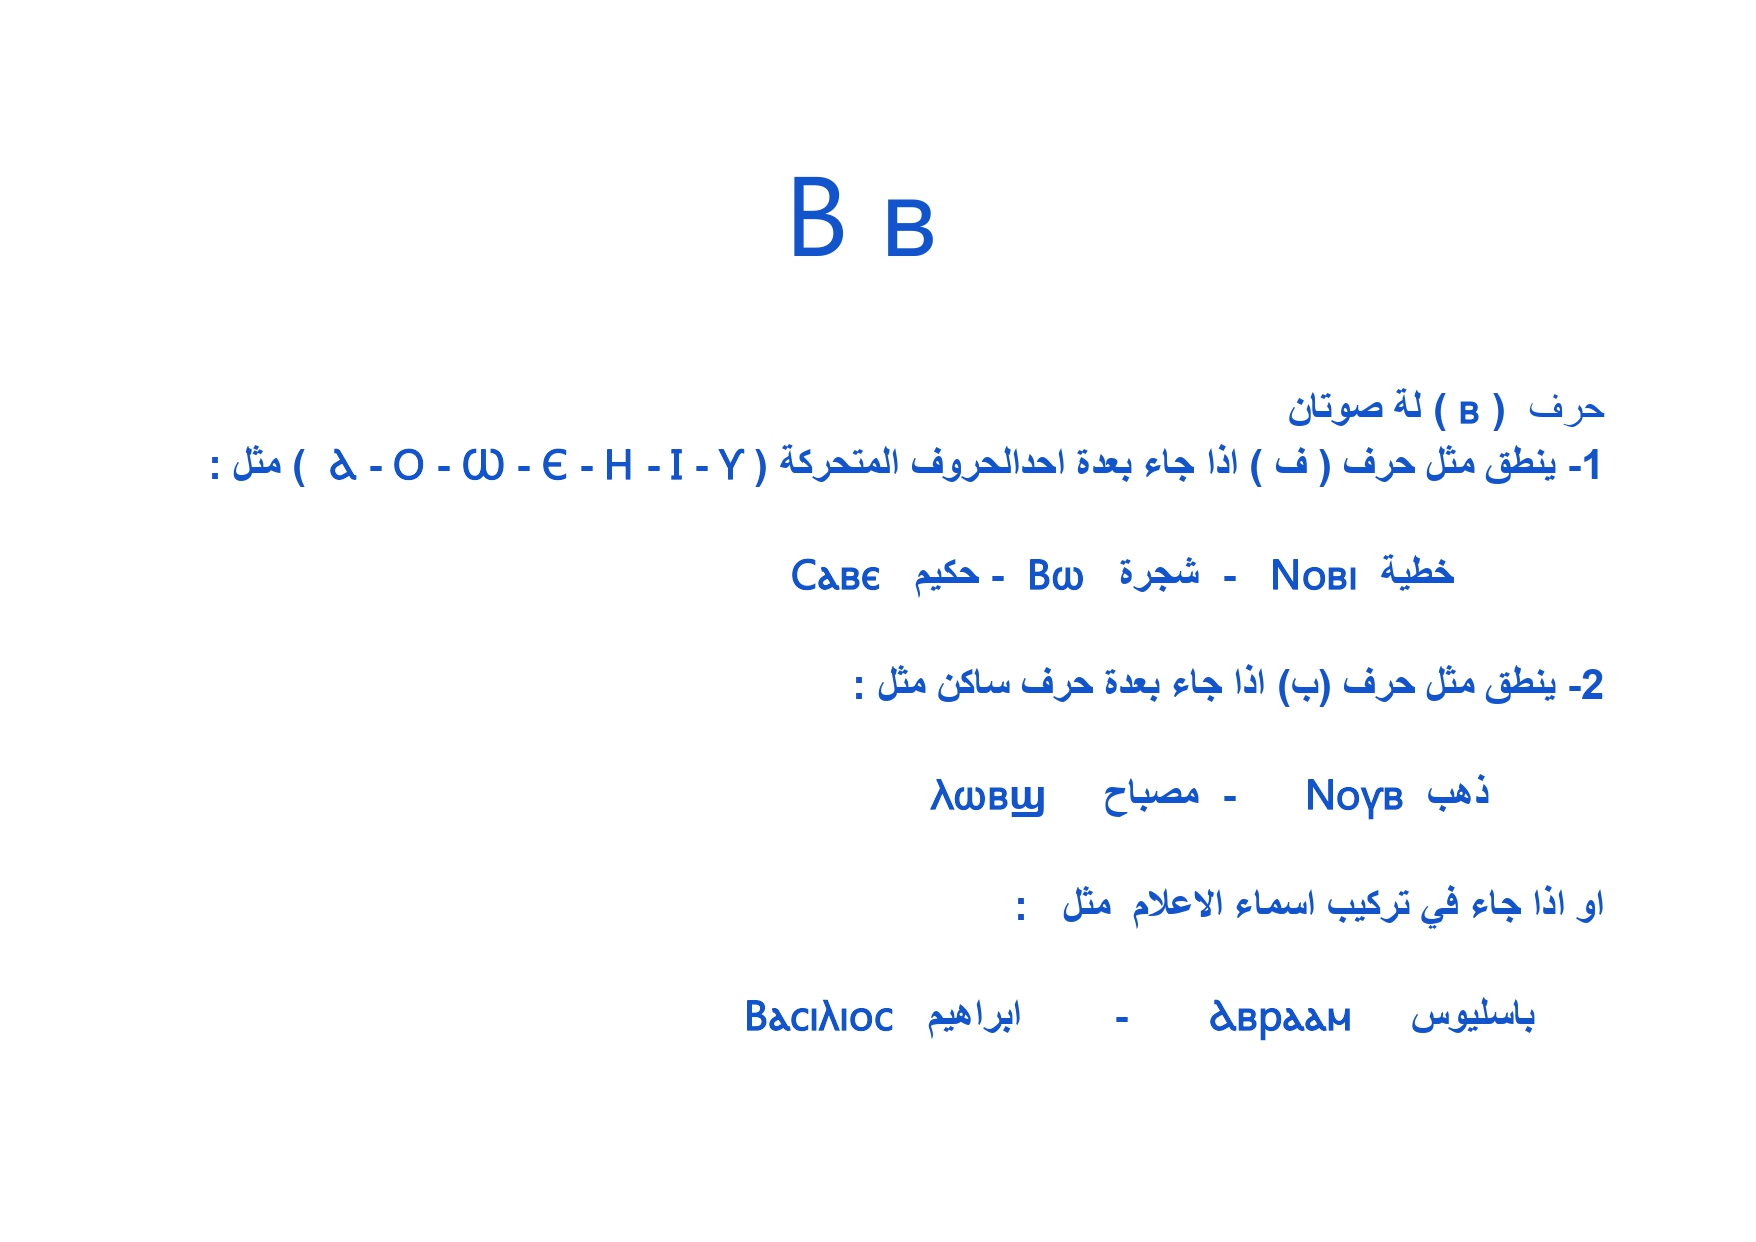 Ⲃ ⲃ
حرف ( ⲃ ) لة صوتان
1- ينطق مثل حرف ( ف ) اذا جاء بعدة احدالحروف المتحركة ( Ⲁ - Ⲟ - Ⲱ - Ⲉ - Ⲏ - Ⲓ - Ⲩ ) مثل :
خطية Ⲛⲟⲃⲓ - شجرة Ⲃⲱ - حكيم Ⲥⲁⲃⲉ
2- ينطق مثل حرف (ب) اذا جاء بعدة حرف ساكن مثل :
ذهب Ⲛⲟⲩⲃ - مصباح ⲗⲱⲃϣ
او اذا جاء في تركيب اسماء الاعلام مثل :
باسليوس Ⲁⲃⲣⲁⲁⲙ - ابراهيم Ⲃⲁⲥⲓⲗⲓⲟⲥ